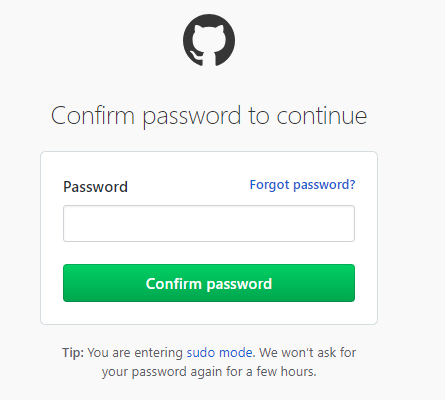 Confirm password to continue
Password
Forgot password?
Confirm password
Tip: You are entering sudo mode. We won't ask for
your password again for a few hours.